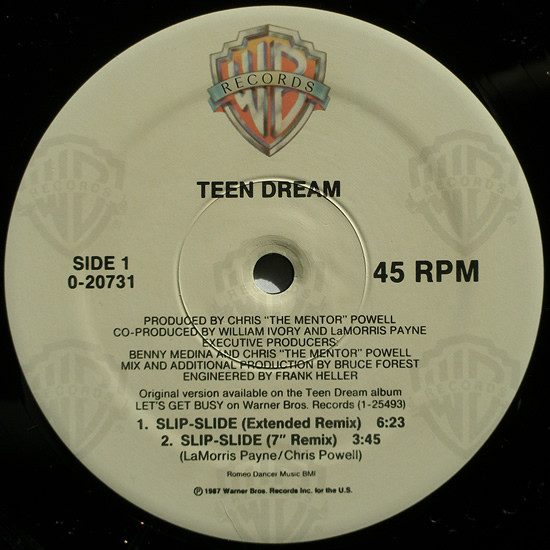 WB
RECORDS
TEEN DREAM
SIDE 1
0-20731
45 RPM
PRODUCED BY CHRIS "THE MENTOR" POWELL
CO-PRODUCED BY WILLIAM IVORY AND LaMORRIS PAYNE
EXECUTIVE PRODUCERS:
BENNY MEDINA AND CHRIS "THE MENTOR" POWELL
MIX AND ADDITIONAL PRODUCTION BY BRUCE FOREST
ENGINEERED BY FRANK HELLER
Original version available on the Teen Dream album
LET'S GET BUSY on Warner Bros. Records (1-25493)
1. SLIP-SLIDE (Extended Remix) 6:23
2. SLIP-SLIDE (7" Remix) 3:45
(LaMorris Payne/Chris Powell)
Romeo Dancer Music BMI
℗ 1987 Warner Bros. Records Inc. for the U.S.